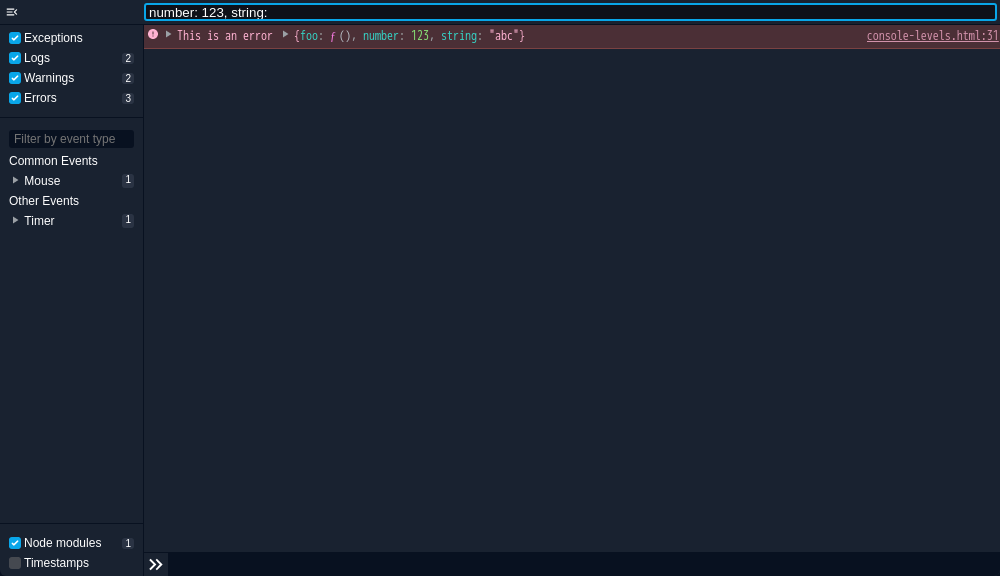 number: 123, string:
Exceptions
Logs 2
Warnings 2
Errors 3
Filter by event type
Common Events
Mouse 1
Other Events
Timer 1
Node modules 1
Timestamps
This is an error {foo: ƒ (), number: 123, string: "abc"} console-levels.html:31